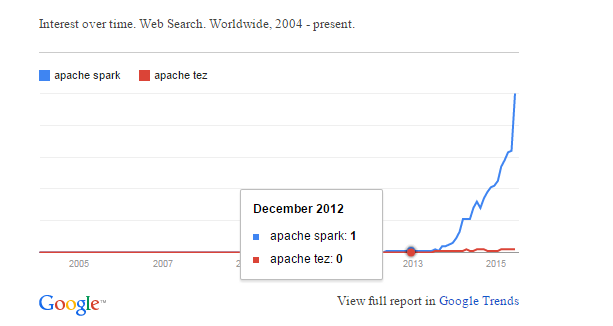 Interest over time. Web Search. Worldwide, 2004 - present.
apache spark apache tez
December 2012
apache spark: 1
apache tez: 0
2005 2007 2013 2015
Google™ View full report in Google Trends